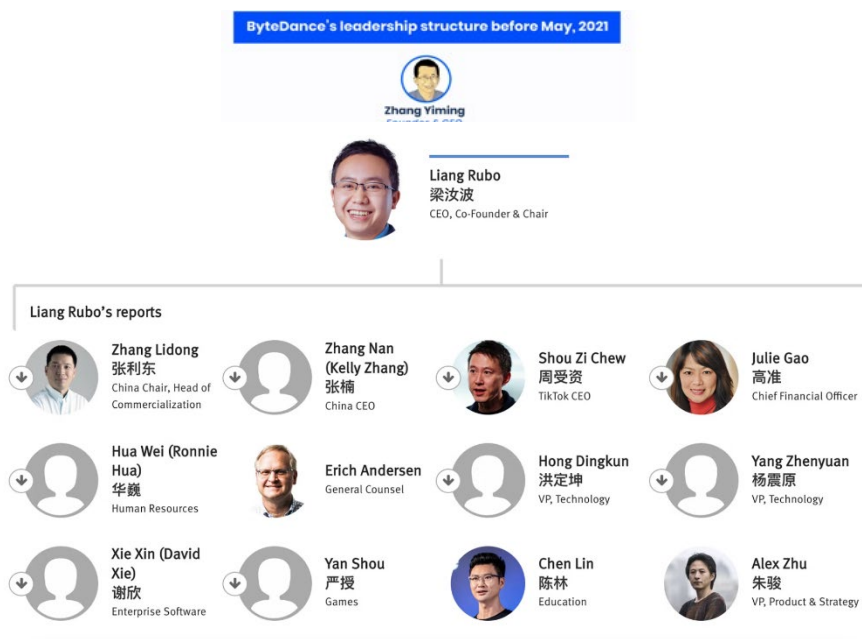 ByteDance's leadership structure before May, 2021
Zhang Yiming
Founder & CEO
Liang Rubo
梁汝波
CEO, Co-Founder & Chair
Liang Rubo's reports
Zhang Lidong
张利东
China Chair, Head of
Commercialization
Zhang Nan
(Kelly Zhang)
张楠
China CEO
Shou Zi Chew
周受资
TikTok CEO
Julie Gao
高准
Chief Financial Officer
Hua Wei (Ronnie
Hua)
华巍
Human Resources
Erich Andersen
General Counsel
Hong Dingkun
洪定坤
VP, Technology
Yang Zhenyuan
杨震原
VP, Technology
Xie Xin (David
Xie)
谢欣
Enterprise Software
Yan Shou
严授
Games
Chen Lin
陈林
Education
Alex Zhu
朱骏
VP, Product & Strategy